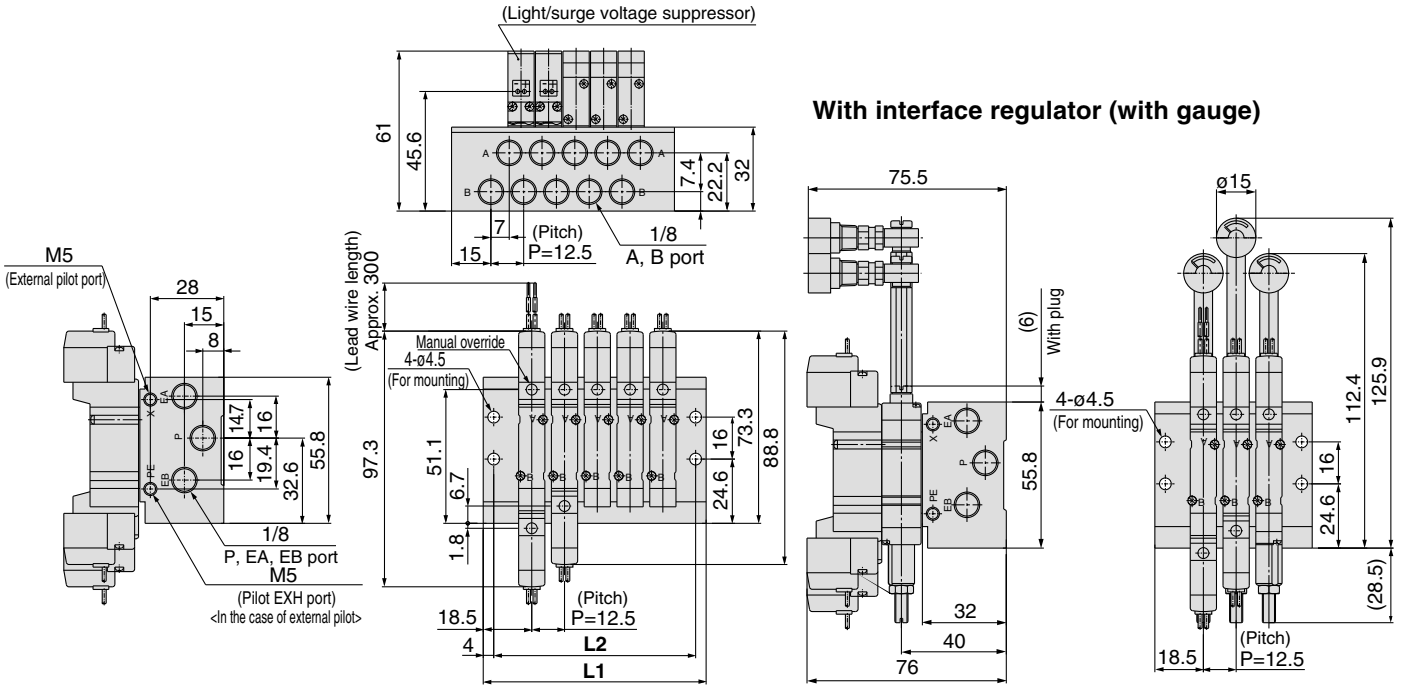 (Light/surge voltage suppressor)
61
45.6
A
A
B
B
7.4
22.2
32
7
(Pitch)
15
P=12.5
1/8
A, B port
With interface regulator (with gauge)
M5
(External pilot port)
28
15
8
EA
X
P
PE
EB
14.7
16
16
19.4
32.6
55.8
1/8
P, EA, EB port
M5
(Pilot EXH port)
<In the case of external pilot>
(Lead wire length)
Approx. 300
Manual override
4-ø4.5
(For mounting)
97.3
51.1
6.7
1.8
A
A
A
A
A
B
B
B
B
B
16
24.6
73.3
88.8
(Pitch)
18.5
P=12.5
4
L2
L1
75.5
(6)
With plug
X
EA
P
PE
EB
55.8
32
40
76
ø15
4-ø4.5
(For mounting)
A
A
A
B
B
B
112.4
125.9
16
24.6
(28.5)
(Pitch)
18.5
P=12.5